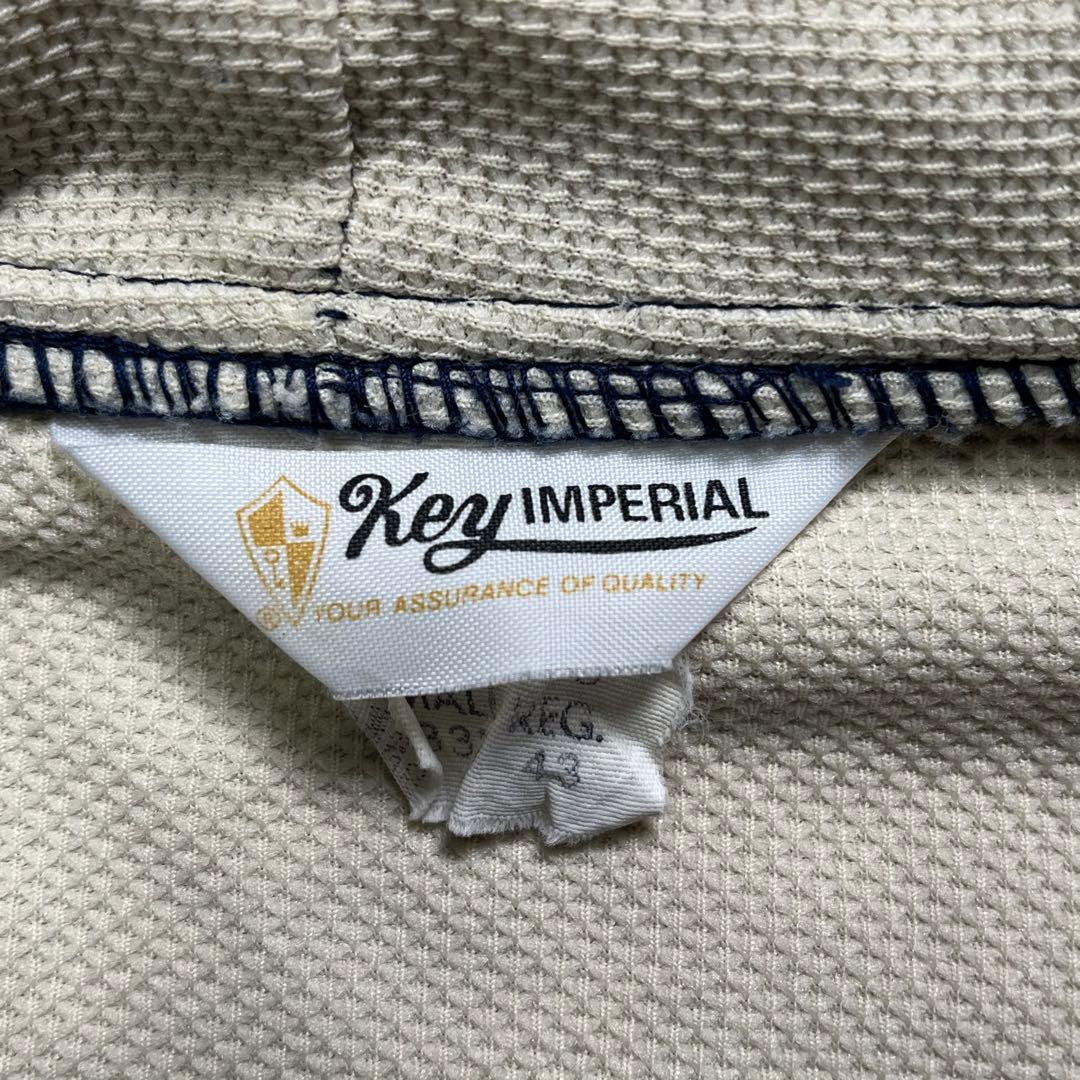 Key IMPERIAL
® YOUR ASSURANCE OF QUALITY
REG.
43